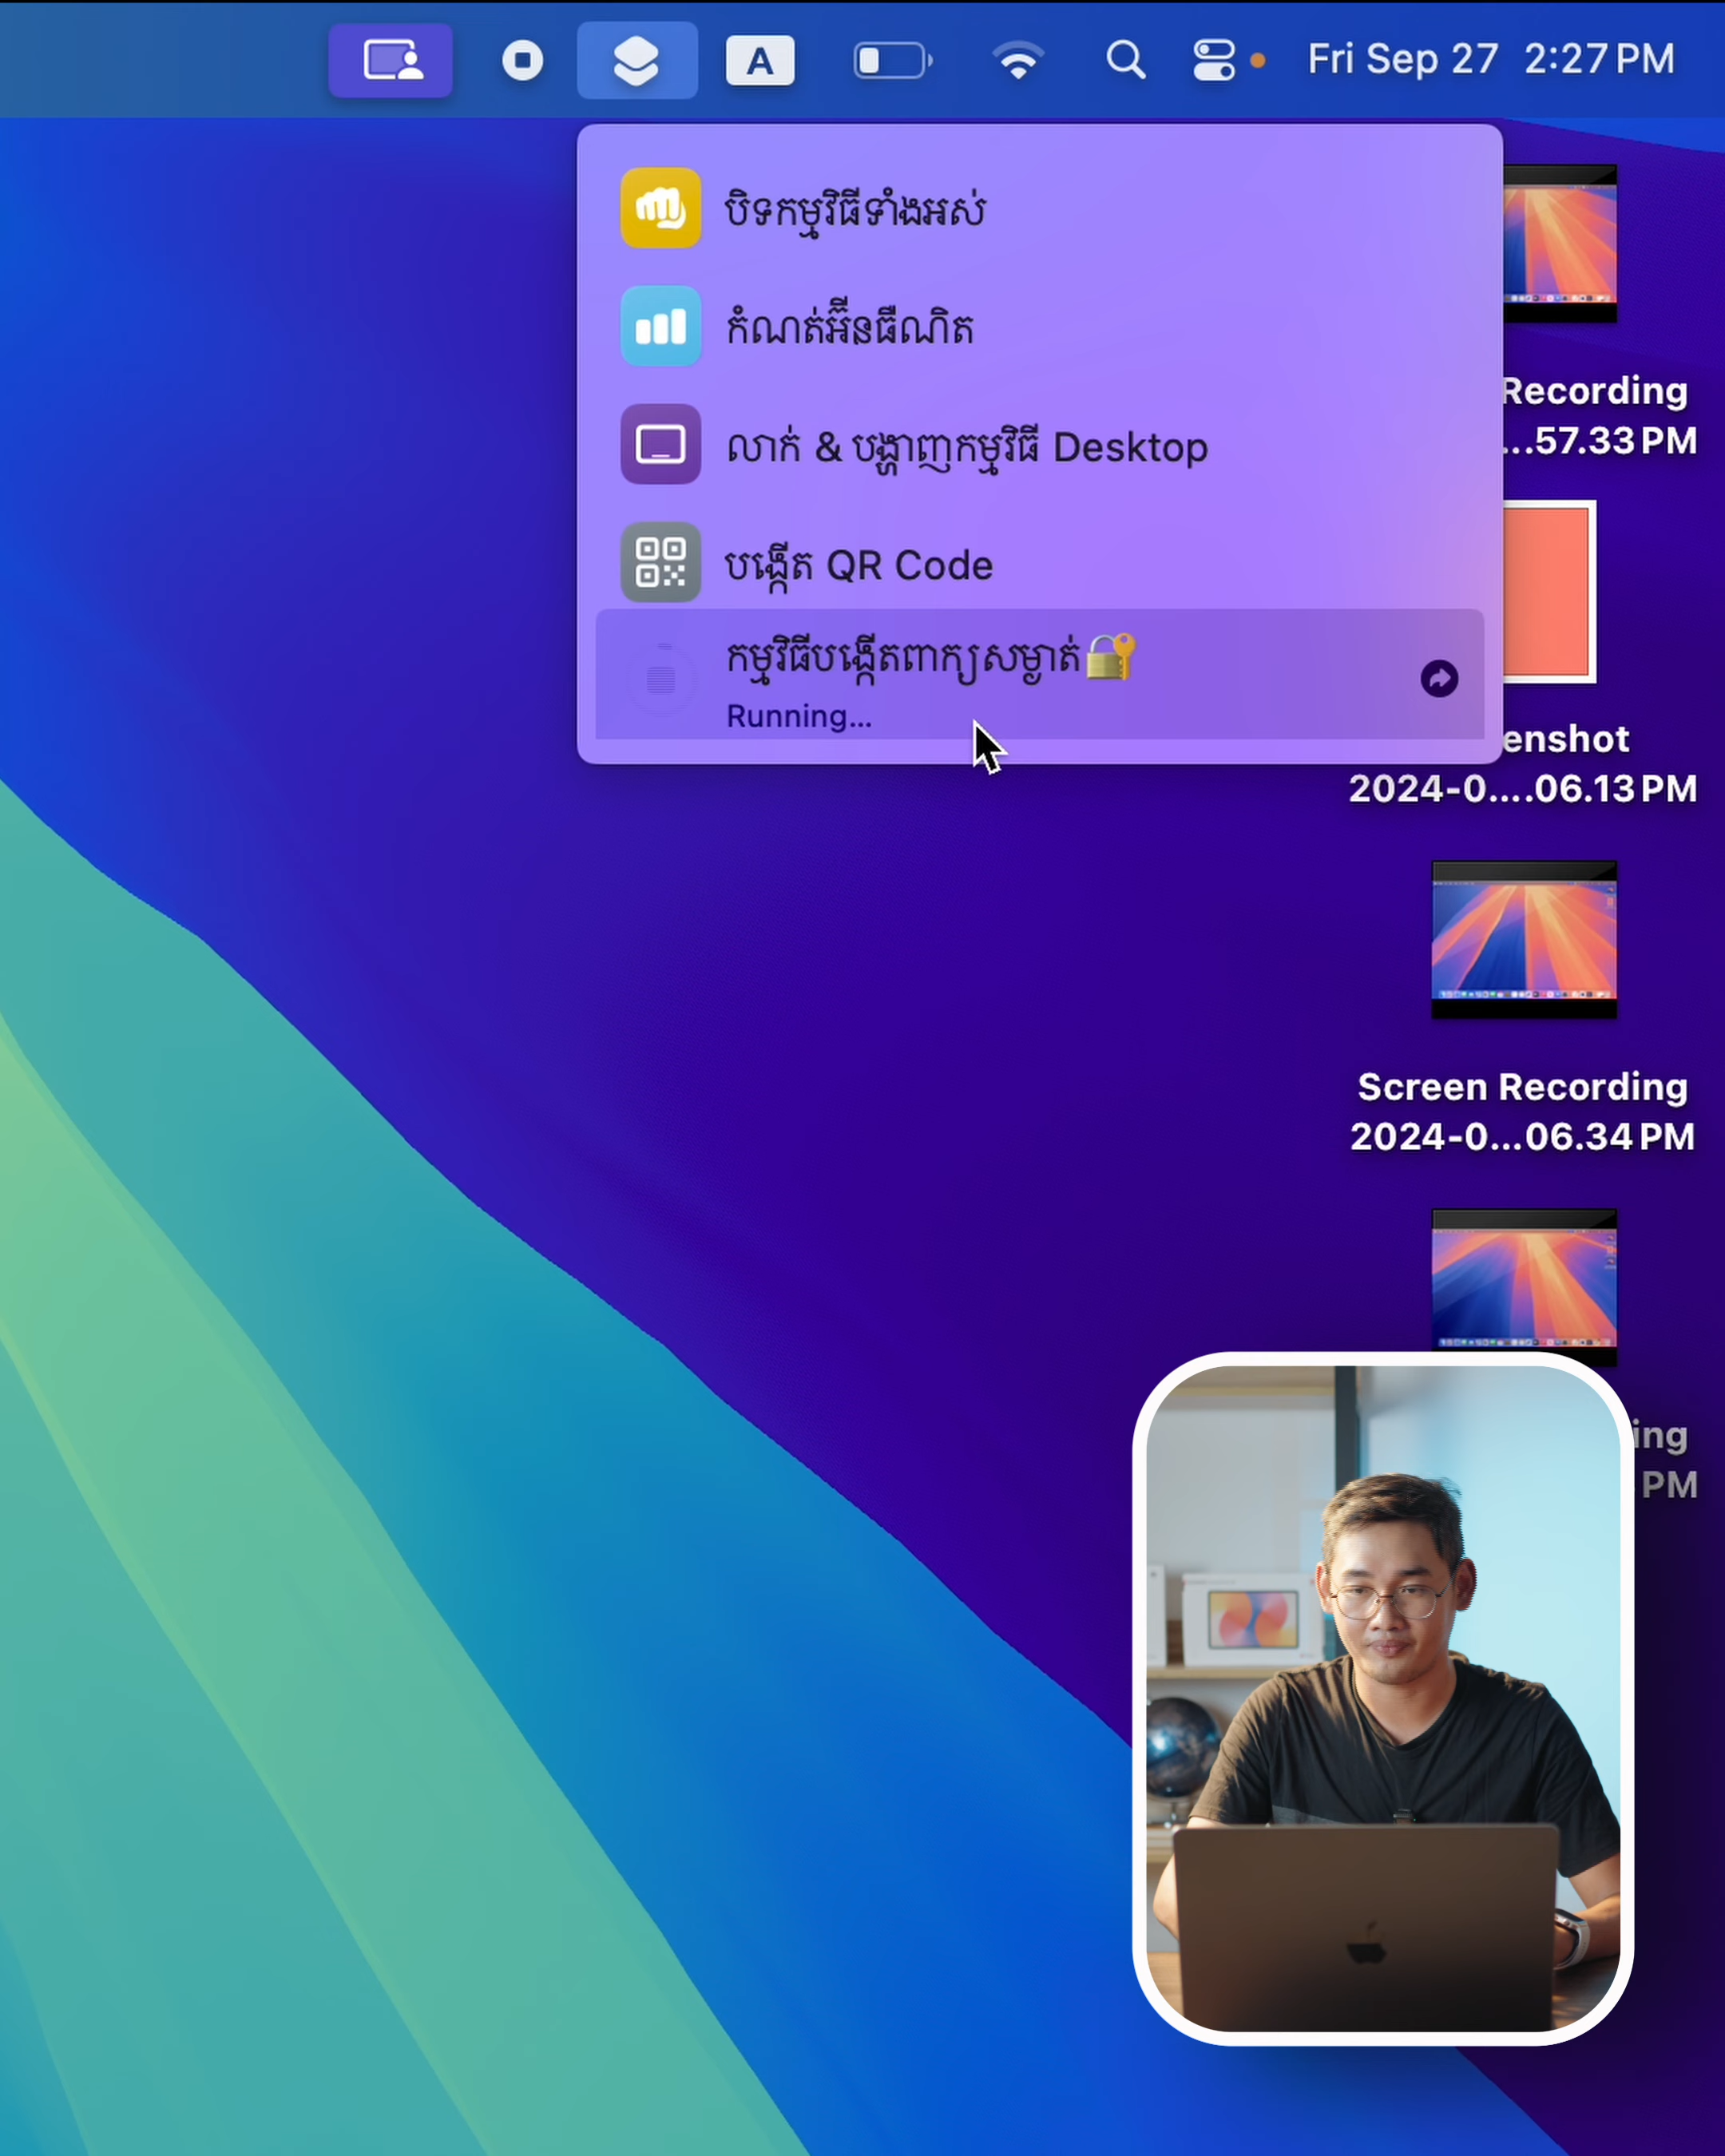 A
Fri Sep 27 2:27 PM
បិទកម្មវិធីទាំងអស់
កំណត់អ៊ីនធឺណិត
លាក់ & បង្ហាញកម្មវិធី Desktop
បង្កើត QR Code
កម្មវិធីបង្កើតពាក្យសម្ងាត់🔐
Running...
Recording
...57.33 PM
enshot
2024-0....06.13 PM
Screen Recording
2024-0...06.34 PM
ing
PM